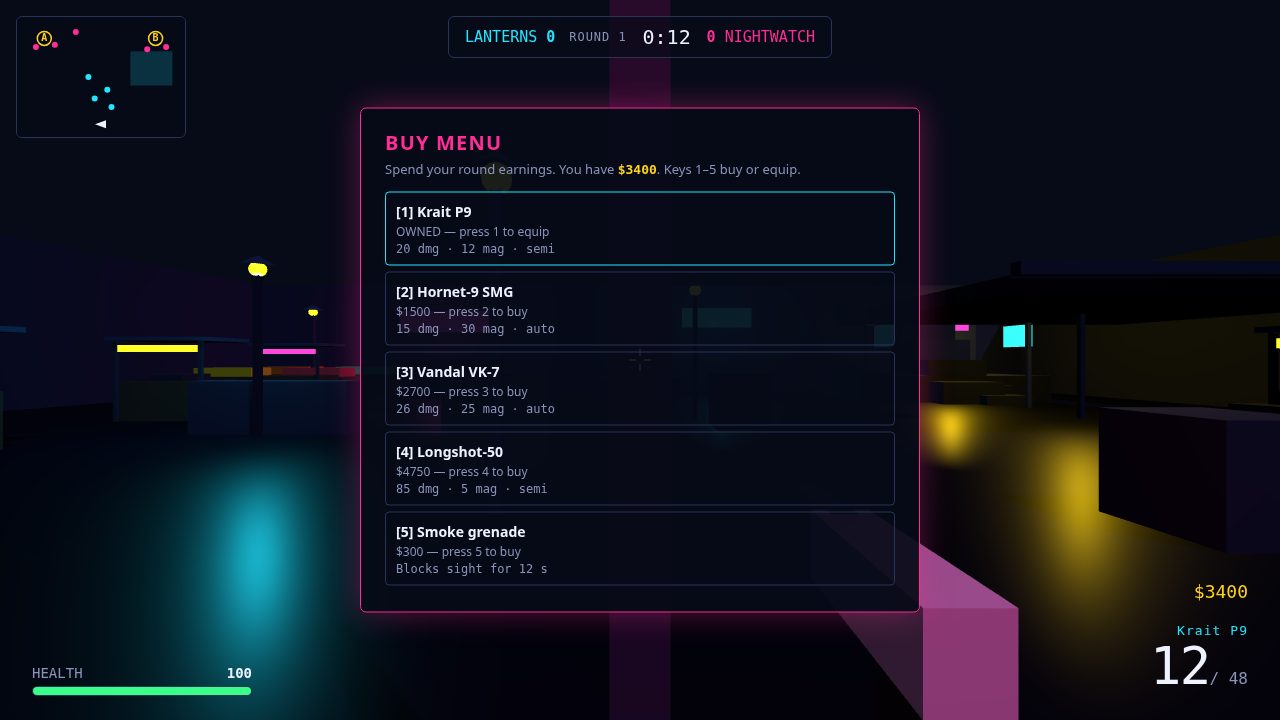 A
B
LANTERNS 0 ROUND 1 0:12 0 NIGHTWATCH
BUY MENU
Spend your round earnings. You have $3400. Keys 1–5 buy or equip.
[1] Krait P9
OWNED — press 1 to equip
20 dmg · 12 mag · semi
[2] Hornet-9 SMG
$1500 — press 2 to buy
15 dmg · 30 mag · auto
[3] Vandal VK-7
$2700 — press 3 to buy
26 dmg · 25 mag · auto
[4] Longshot-50
$4750 — press 4 to buy
85 dmg · 5 mag · semi
[5] Smoke grenade
$300 — press 5 to buy
Blocks sight for 12 s
HEALTH 100
$3400
Krait P9
12 / 48